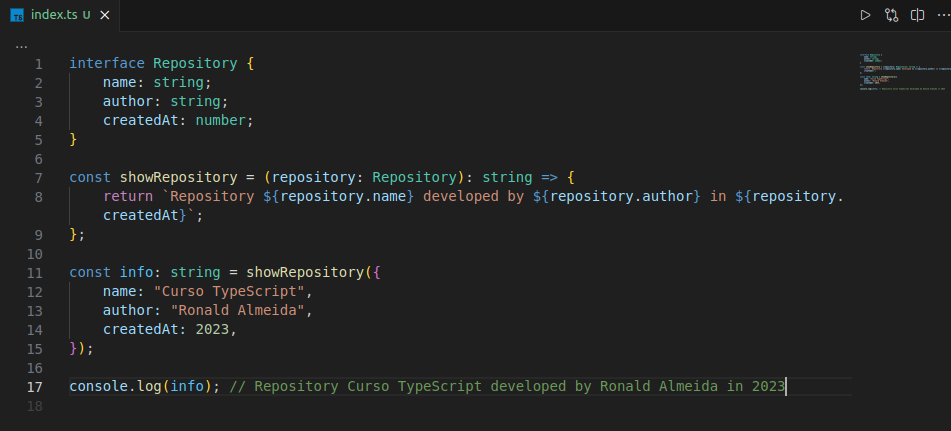 TS index.ts U
...
1 interface Repository {
2     name: string;
3     author: string;
4     createdAt: number;
5 }
6
7 const showRepository = (repository: Repository): string => {
8     return `Repository ${repository.name} developed by ${repository.author} in ${repository.
    createdAt}`;
9 };
10
11 const info: string = showRepository({
12     name: "Curso TypeScript",
13     author: "Ronald Almeida",
14     createdAt: 2023,
15 });
16
17 console.log(info); // Repository Curso TypeScript developed by Ronald Almeida in 2023
18